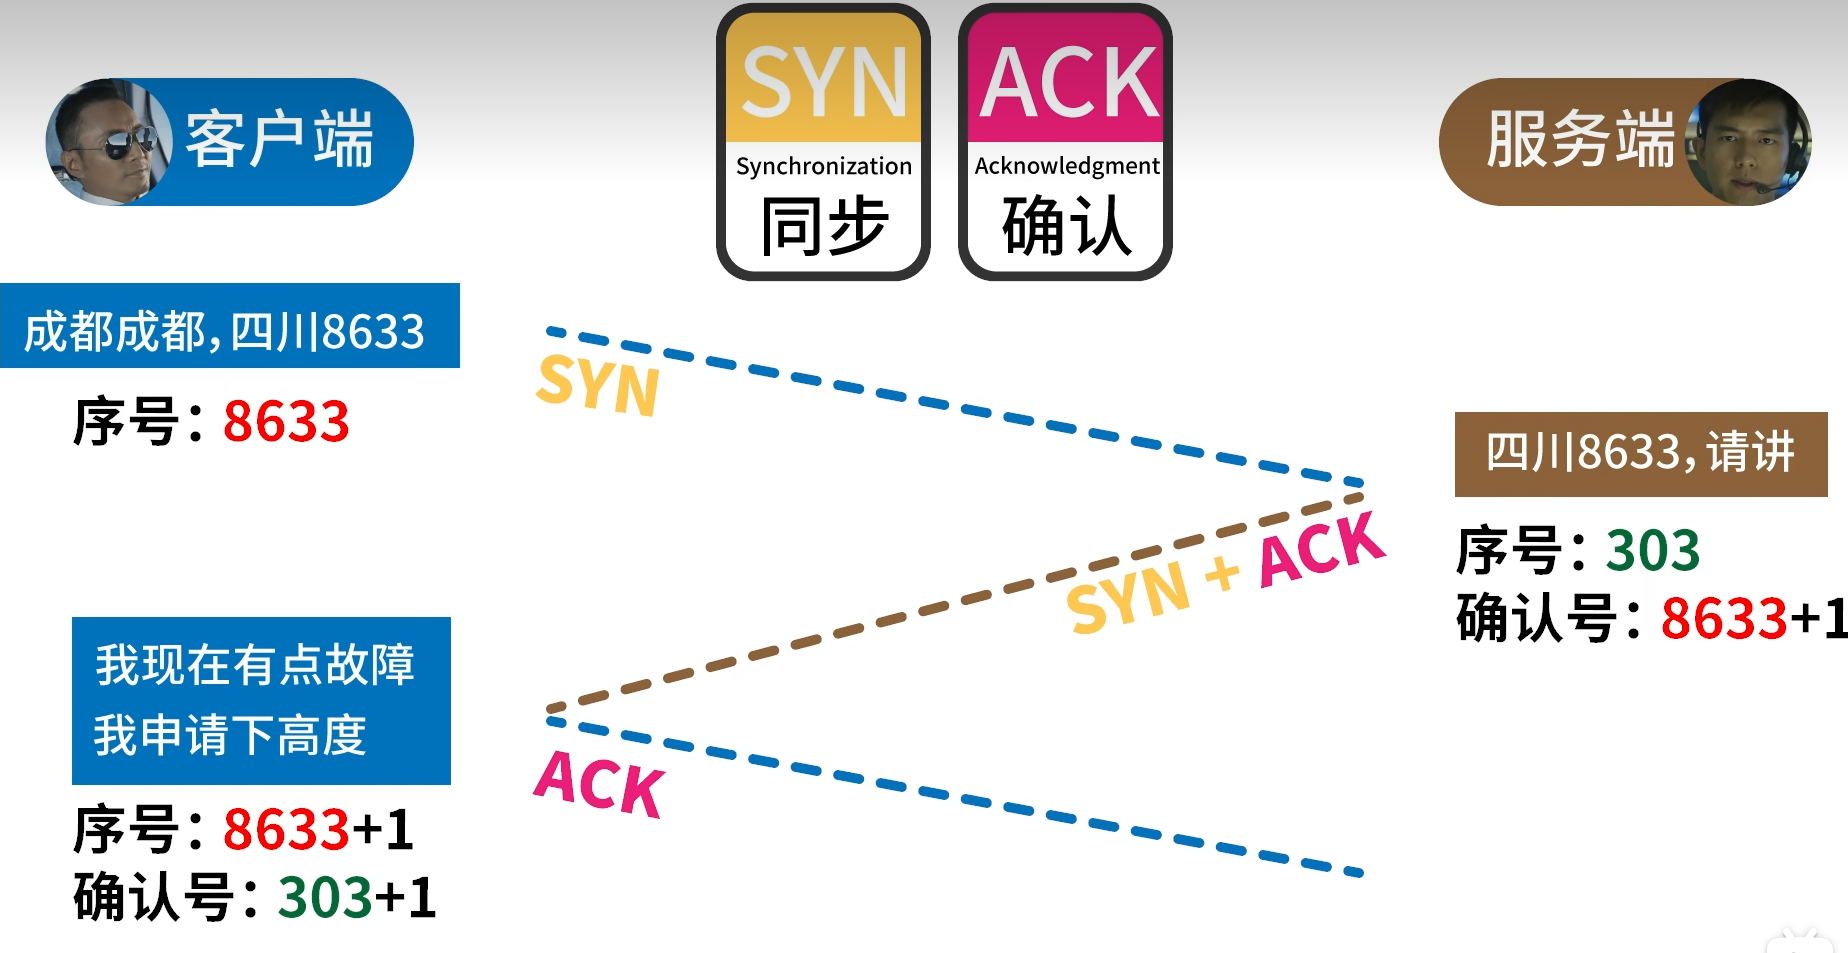 SYN
Synchronization
同步
ACK
Acknowledgment
确认
客户端
服务端
成都成都，四川8633
序号：8633
SYN
四川8633，请讲
序号：303
确认号：8633+1
SYN + ACK
我现在有点故障
我申请下高度
序号：8633+1
确认号：303+1
ACK